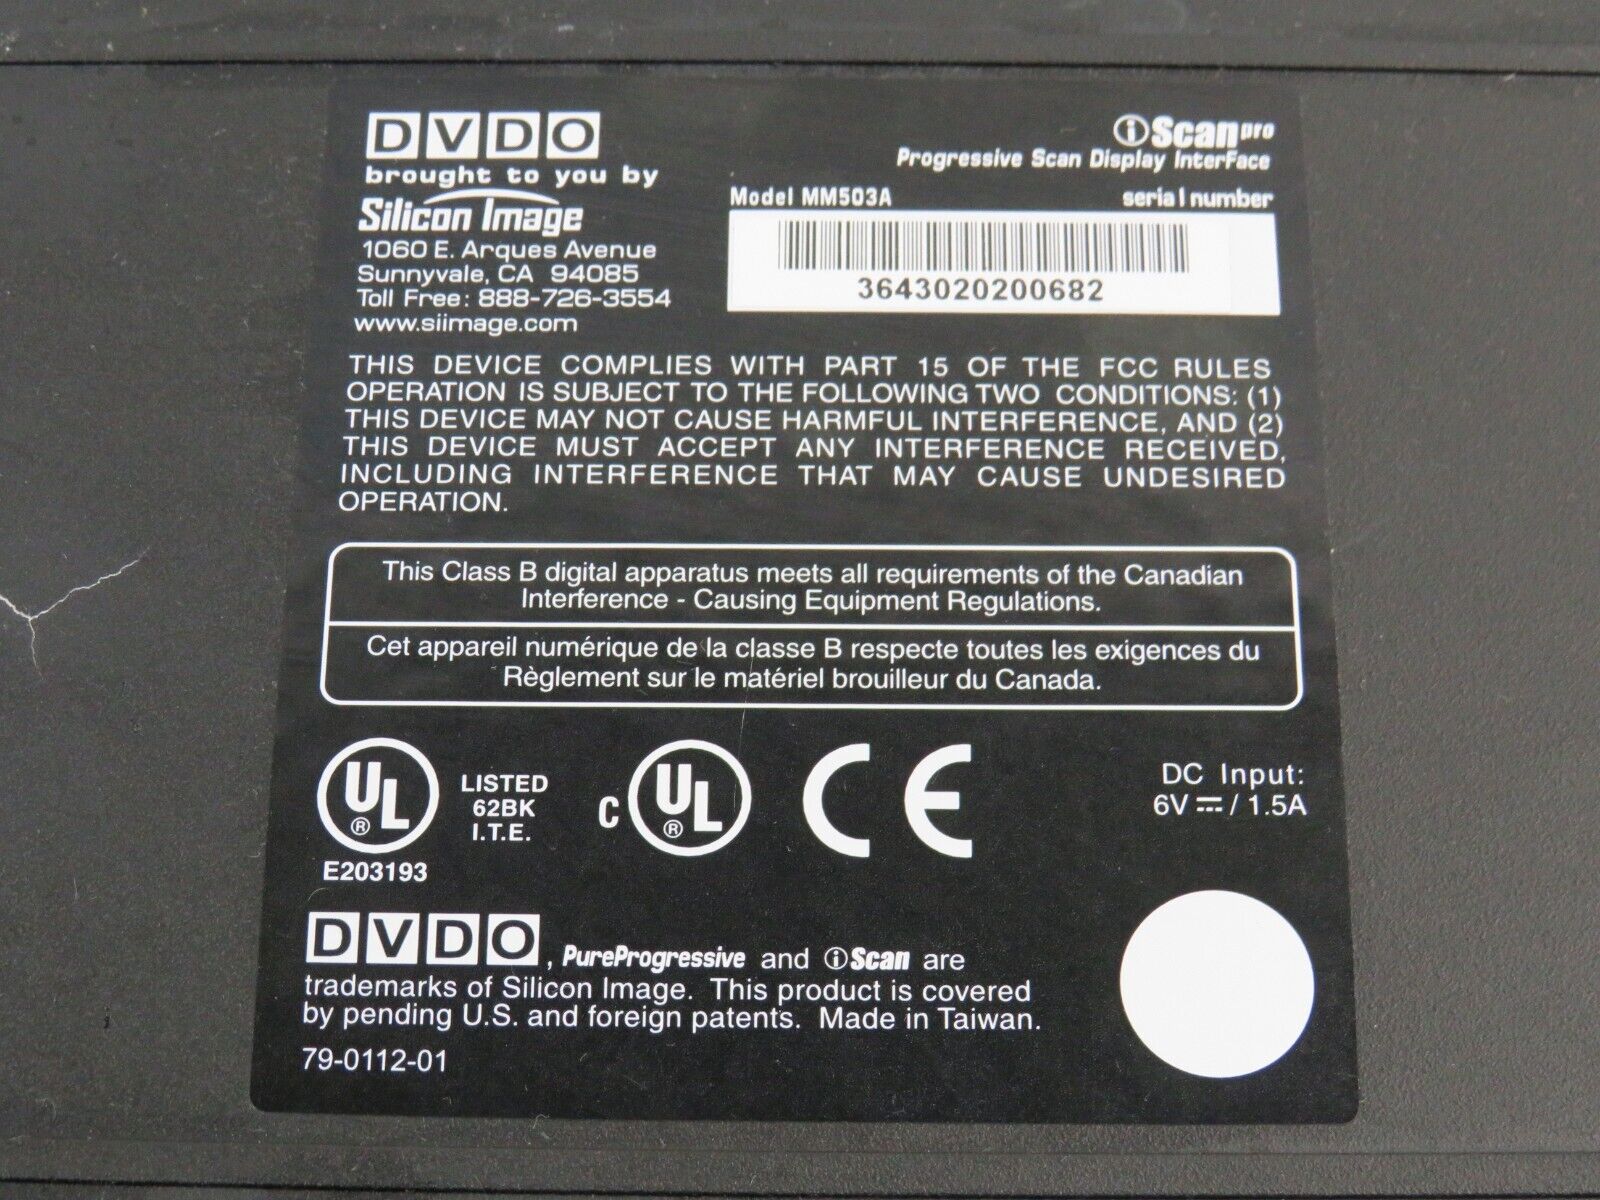 DVDO
brought to you by
Silicon Image
1060 E. Arques Avenue
Sunnyvale, CA 94085
Toll Free: 888-726-3554
www.siimage.com
iScan pro
Progressive Scan Display InterFace
Model MM503A serial number
3643020200682
THIS DEVICE COMPLIES WITH PART 15 OF THE FCC RULES
OPERATION IS SUBJECT TO THE FOLLOWING TWO CONDITIONS: (1)
THIS DEVICE MAY NOT CAUSE HARMFUL INTERFERENCE, AND (2)
THIS DEVICE MUST ACCEPT ANY INTERFERENCE RECEIVED,
INCLUDING INTERFERENCE THAT MAY CAUSE UNDESIRED
OPERATION.
This Class B digital apparatus meets all requirements of the Canadian
Interference - Causing Equipment Regulations.
Cet appareil numérique de la classe B respecte toutes les exigences du
Règlement sur le matériel brouilleur du Canada.
UL ®
LISTED
62BK
I.T.E.
E203193
C UL ®
CE
DC Input:
6V ⎓ / 1.5A
DVDO, PureProgressive and iScan are
trademarks of Silicon Image. This product is covered
by pending U.S. and foreign patents. Made in Taiwan.
79-0112-01